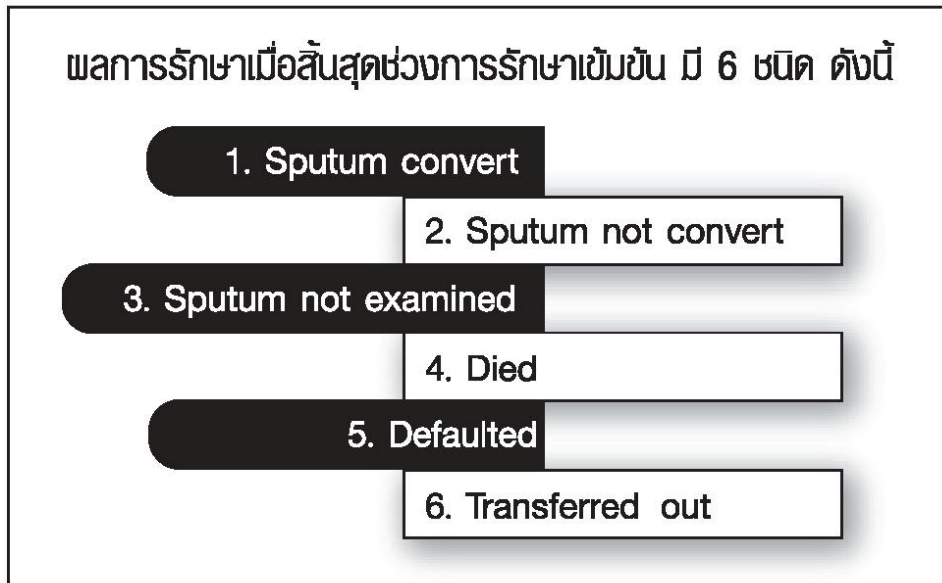 ผลการรักษาเมื่อสิ้นสุดช่วงการรักษาเข้มข้น มี 6 ชนิด ดังนี้
1. Sputum convert
2. Sputum not convert
3. Sputum not examined
4. Died
5. Defaulted
6. Transferred out